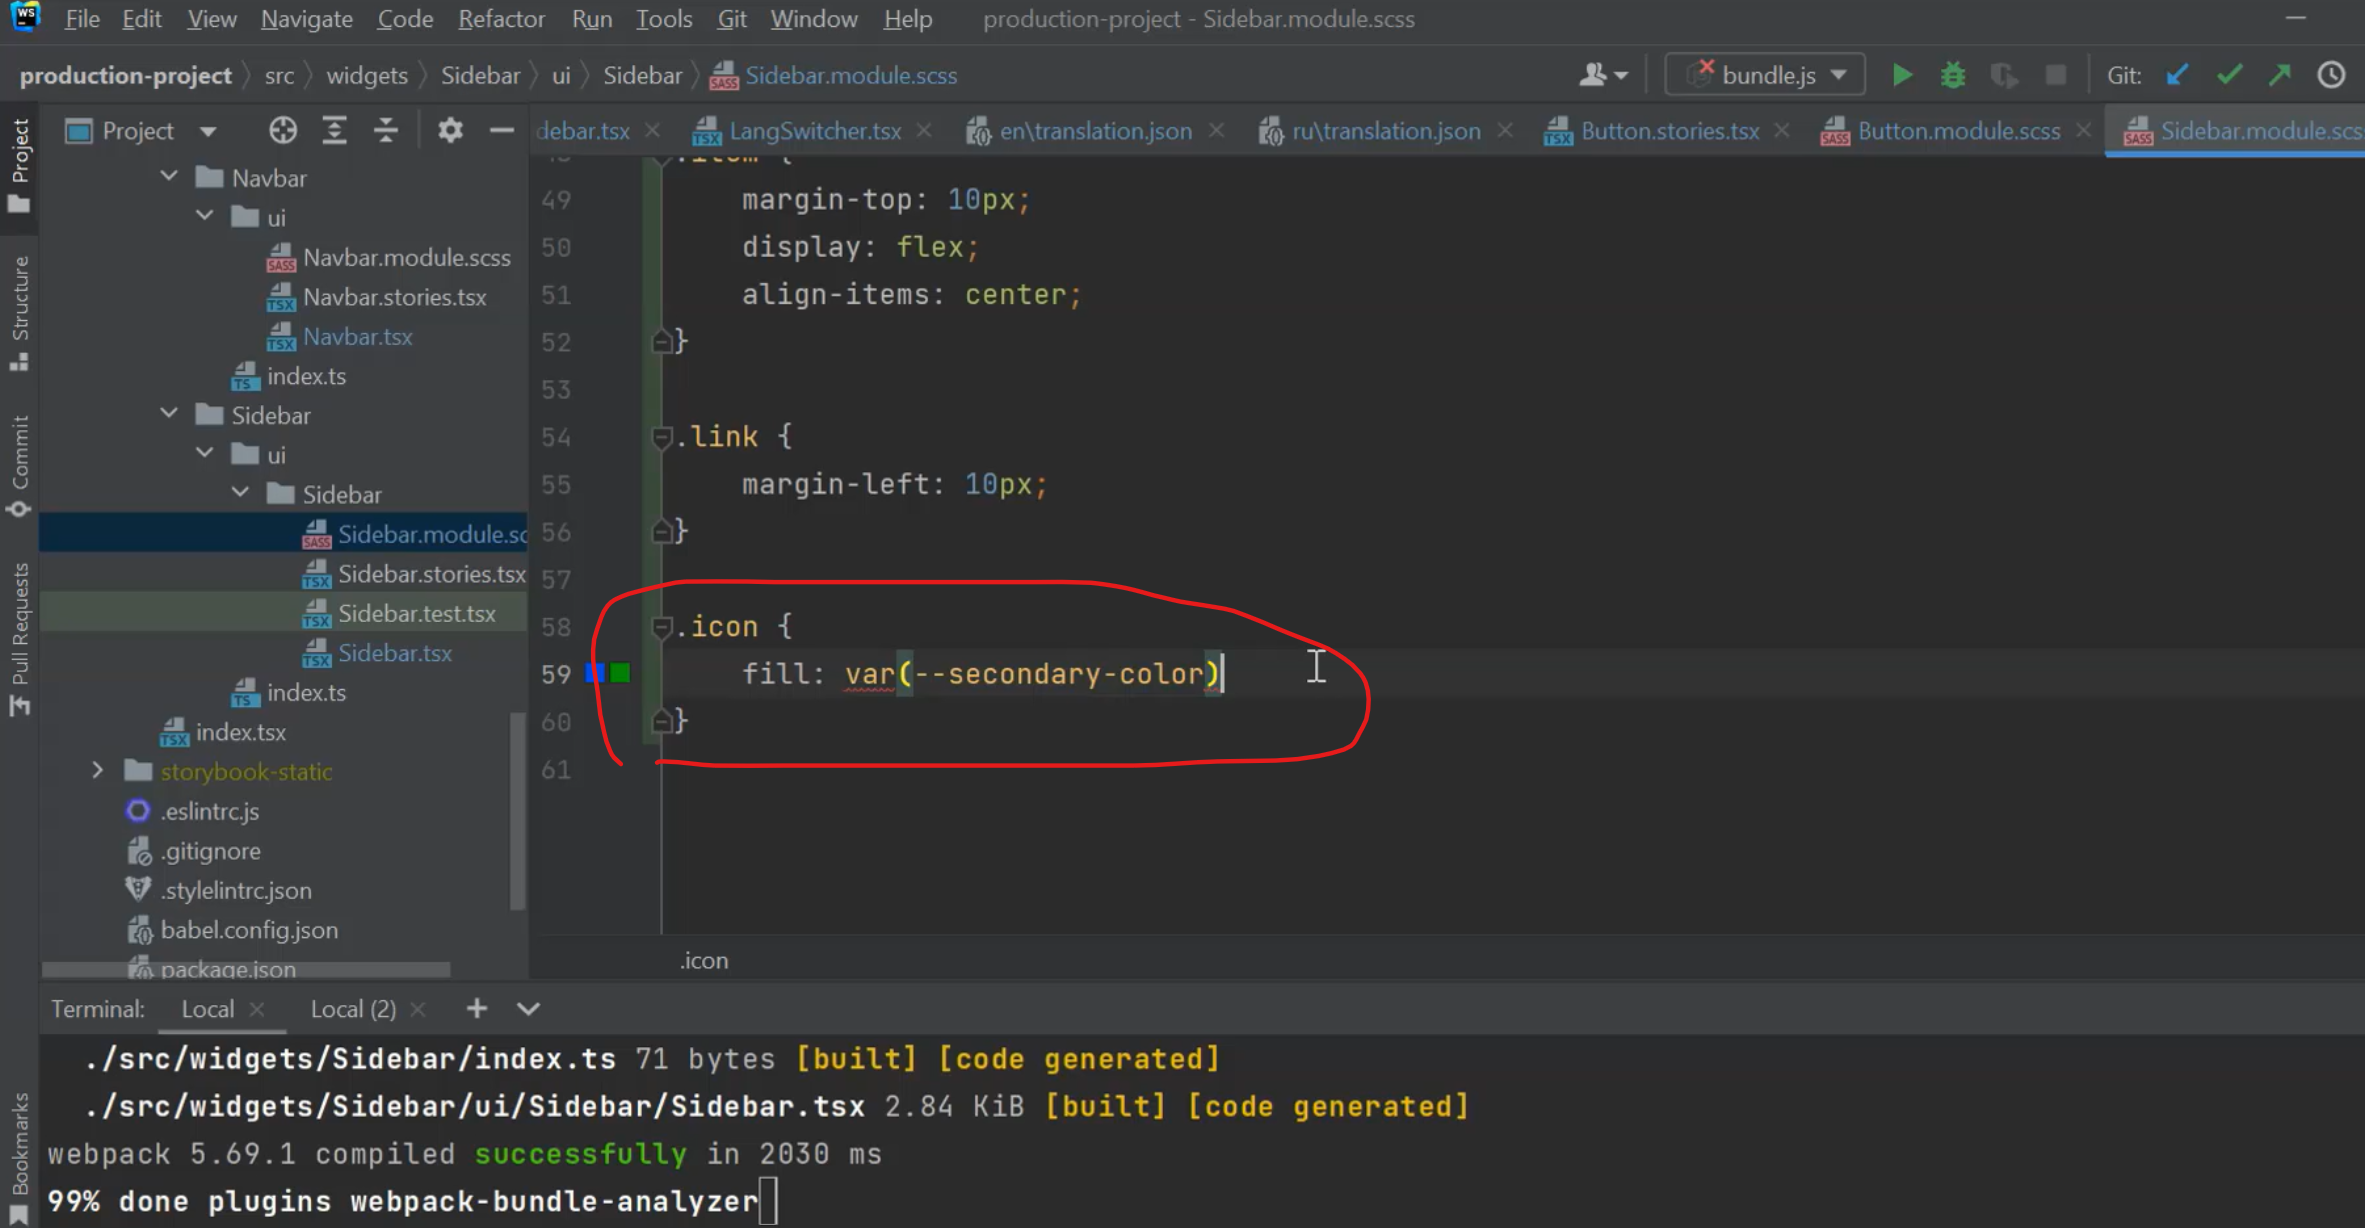 WS File Edit View Navigate Code Refactor Run Tools Git Window Help production-project - Sidebar.module.scss
production-project src widgets Sidebar ui Sidebar Sidebar.module.scss bundle.js Git:
Project debar.tsx LangSwitcher.tsx en\translation.json ru\translation.json Button.stories.tsx Button.module.scss Sidebar.module.scs
Project
Structure
Commit
Pull Requests
Bookmarks
Navbar
ui
Navbar.module.scss
Navbar.stories.tsx
Navbar.tsx
index.ts
Sidebar
ui
Sidebar
Sidebar.module.sc
Sidebar.stories.tsx
Sidebar.test.tsx
Sidebar.tsx
index.ts
index.tsx
storybook-static
.eslintrc.js
.gitignore
.stylelintrc.json
babel.config.json
package.json
.item {
49 margin-top: 10px;
50 display: flex;
51 align-items: center;
52 }
53
54 .link {
55 margin-left: 10px;
56 }
57
58 .icon {
59 fill: var(--secondary-color)
60 }
61
.icon
Terminal: Local Local (2)
./src/widgets/Sidebar/index.ts 71 bytes [built] [code generated]
./src/widgets/Sidebar/ui/Sidebar/Sidebar.tsx 2.84 KiB [built] [code generated]
webpack 5.69.1 compiled successfully in 2030 ms
99% done plugins webpack-bundle-analyzer